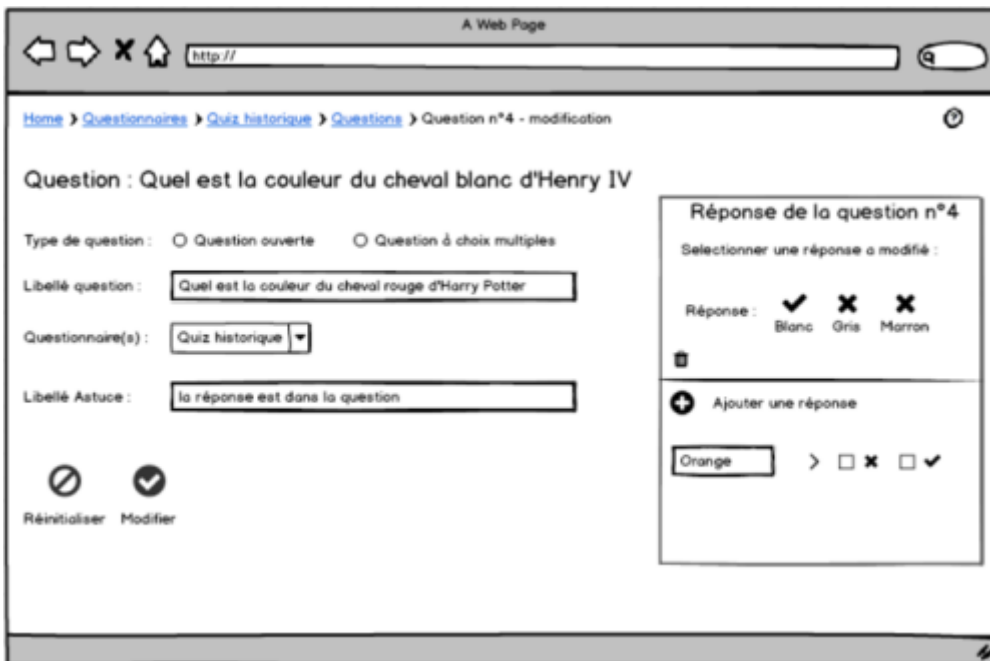 A Web Page
http://
Home > Questionnaires > Quiz historique > Questions > Question n°4 - modification
Question : Quel est la couleur du cheval blanc d'Henry IV
Type de question : Question ouverte Question à choix multiples
Libellé question : Quel est la couleur du cheval rouge d'Harry Potter
Questionnaire(s) : Quiz historique
Libellé Astuce : la réponse est dans la question
Réinitialiser Modifier
Réponse de la question n°4
Selectionner une réponse a modifié :
Réponse :
Blanc Gris Marron
Ajouter une réponse
Orange >